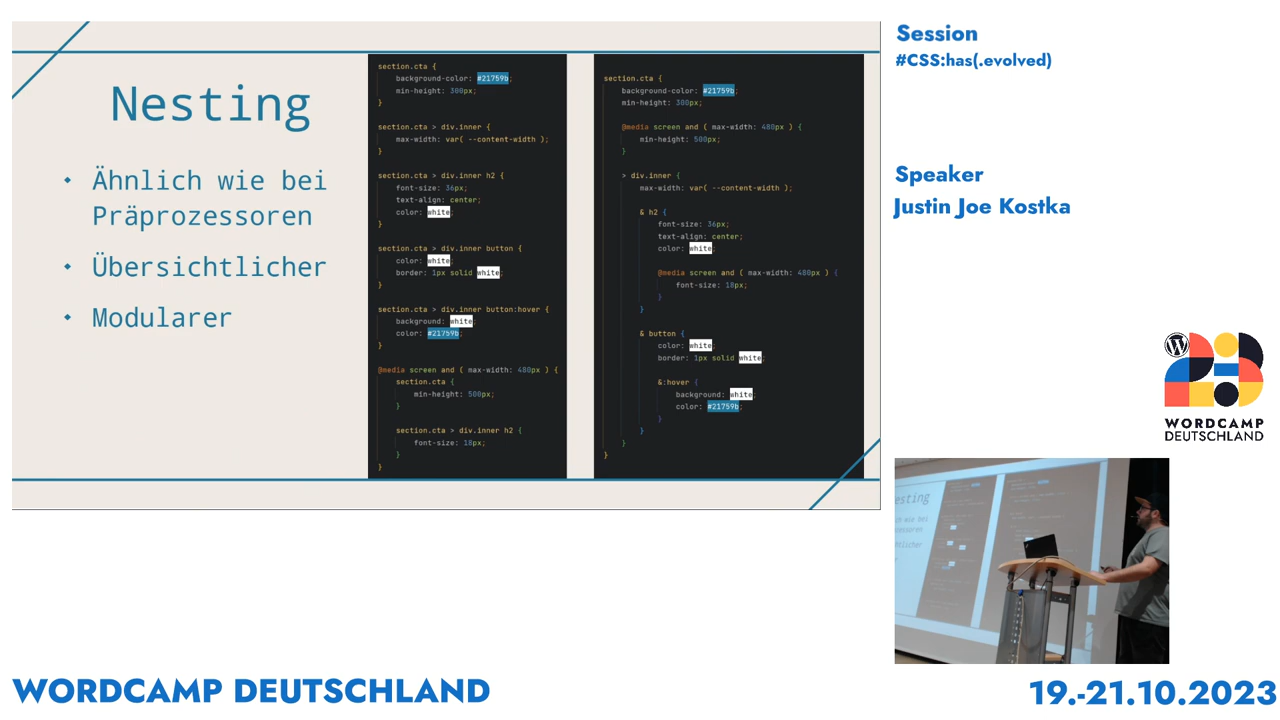 Session
#CSS:has(.evolved)
Speaker
Justin Joe Kostka
Nesting
Ähnlich wie bei
Präprozessoren
Übersichtlicher
Modularer
section.cta {
background-color: #21759b;
min-height: 300px;
}
section.cta > div.inner {
max-width: var( --content-width );
}
section.cta > div.inner h2 {
font-size: 36px;
text-align: center;
color: white;
}
section.cta > div.inner button {
color: white;
border: 1px solid white;
}
section.cta > div.inner button:hover {
background: white;
color: #21759b;
}
@media screen and ( max-width: 480px ) {
section.cta {
min-height: 500px;
}
section.cta > div.inner h2 {
font-size: 18px;
}
}
section.cta {
background-color: #21759b;
min-height: 300px;
@media screen and ( max-width: 480px ) {
min-height: 500px;
}
> div.inner {
max-width: var( --content-width );
& h2 {
font-size: 36px;
text-align: center;
color: white;
@media screen and ( max-width: 480px ) {
font-size: 18px;
}
}
& button {
color: white;
border: 1px solid white;
&:hover {
background: white;
color: #21759b;
}
}
}
}
WORDCAMP
DEUTSCHLAND
WORDCAMP DEUTSCHLAND
19.-21.10.2023